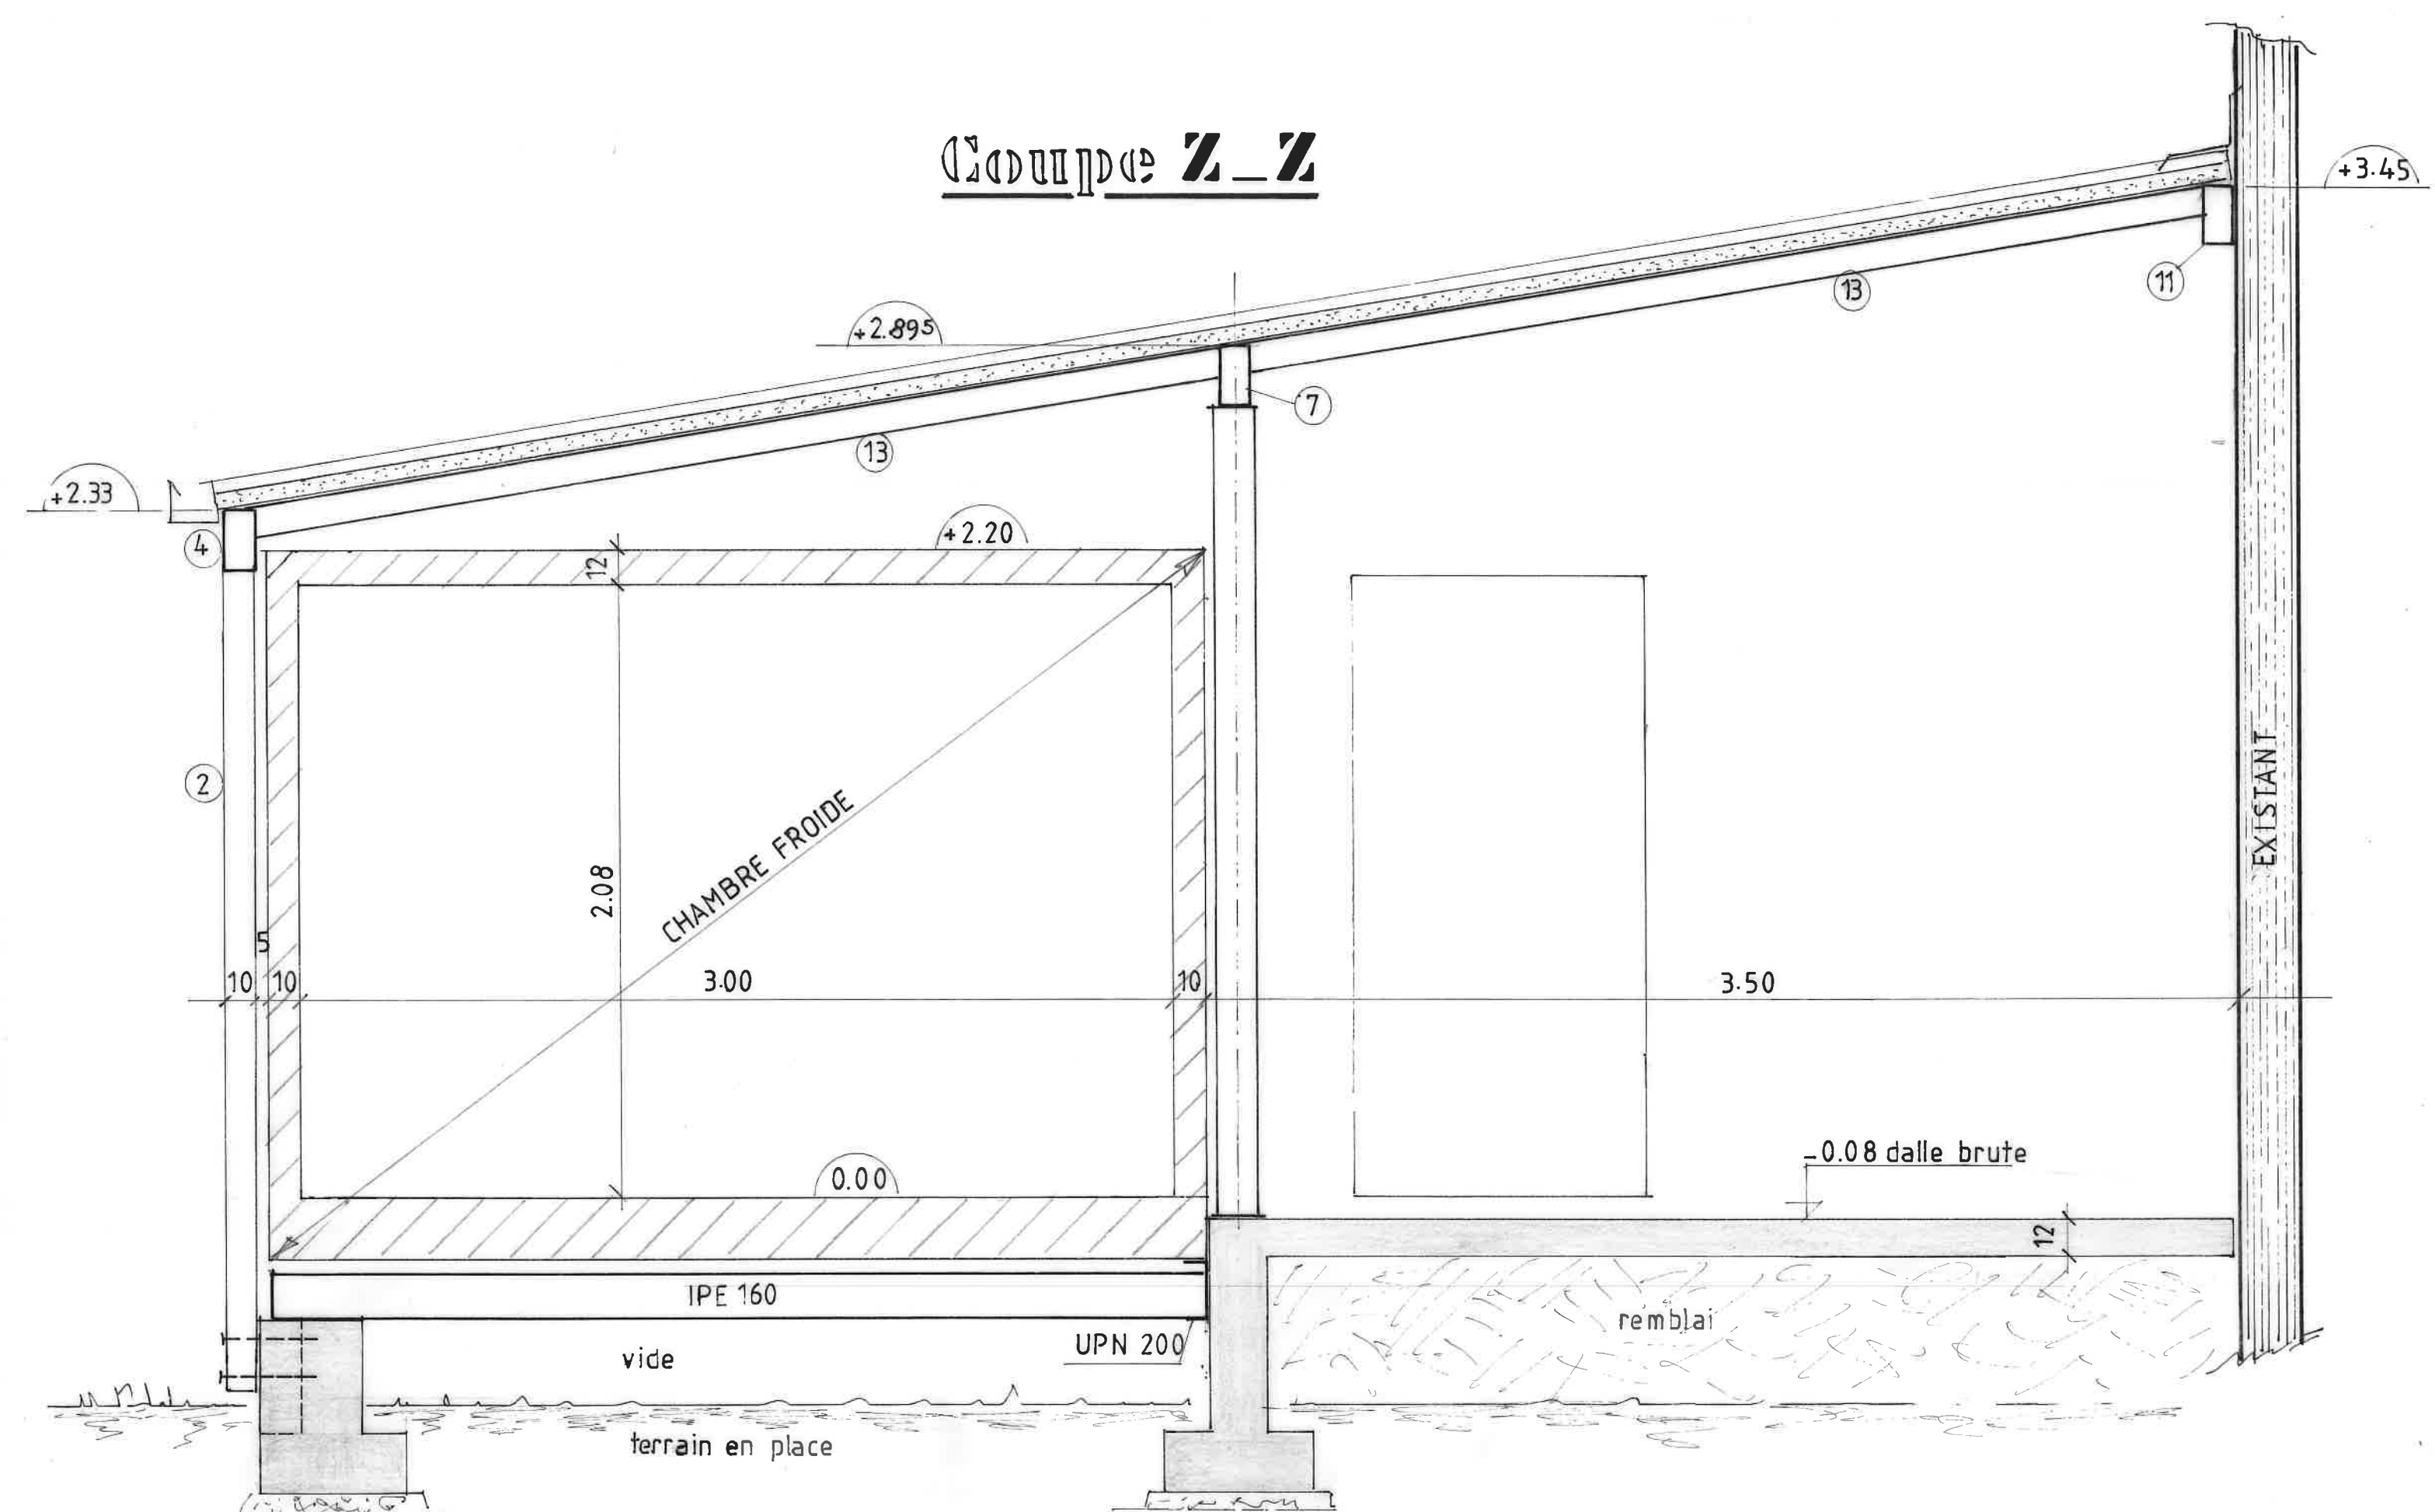 Coupe Z_Z
+3.45
11
13
+2.895
7
13
+2.33
+2.20
4
12
2
CHAMBRE FROIDE
2.08
EXISTANT
5
10
10
3.00
10
3.50
-0.08 dalle brute
0.00
12
IPE 160
remblai
UPN 200
vide
terrain en place